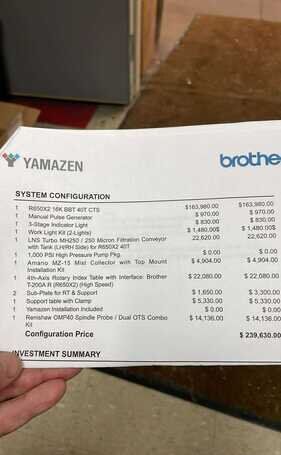 YAMAZEN brothe
SYSTEM CONFIGURATION
1 R650X2 16K BBT 40T CTS $163,980.00 $163,980.00
1 Manual Pulse Generator $ 970.00 $ 970.00
1 3-Stage Indicator Light $ 830.00 $ 830.00
1 Work Light Kit (2-Lights) $ 1,480.00$ $ 1,480.00$
1 LNS Turbo MH250 / 250 Micron Filtration Conveyor 22,620.00 22,620.00
with Tank (LH/RH Side) for R650X2 40T
1 1,000 PSI High Pressure Pump Pkg. $ 0.00 $ 0.00
1 Amano MZ-15 Mist Collector with Top Mount $ 4,904.00 $ 4,904.00
Installation Kit
1 4th-Axis Rotary Index Table with Interface: Brother $ 22,080.00 $ 22,080.00
T-200A R (R650X2) (High Speed)
2 Sub-Plate for RT & Support $ 1,650.00 $ 3,300.00
1 Support table with Clamp $ 5,330.00 $ 5,330.00
1 Yamazen Installation Included $ 0.00 $ 0.00
1 Renishaw OMP40 Spindle Probe / Dual OTS Combo $ 14,136.00 $ 14,136.00
Kit
Configuration Price $ 239,630.00
INVESTMENT SUMMARY